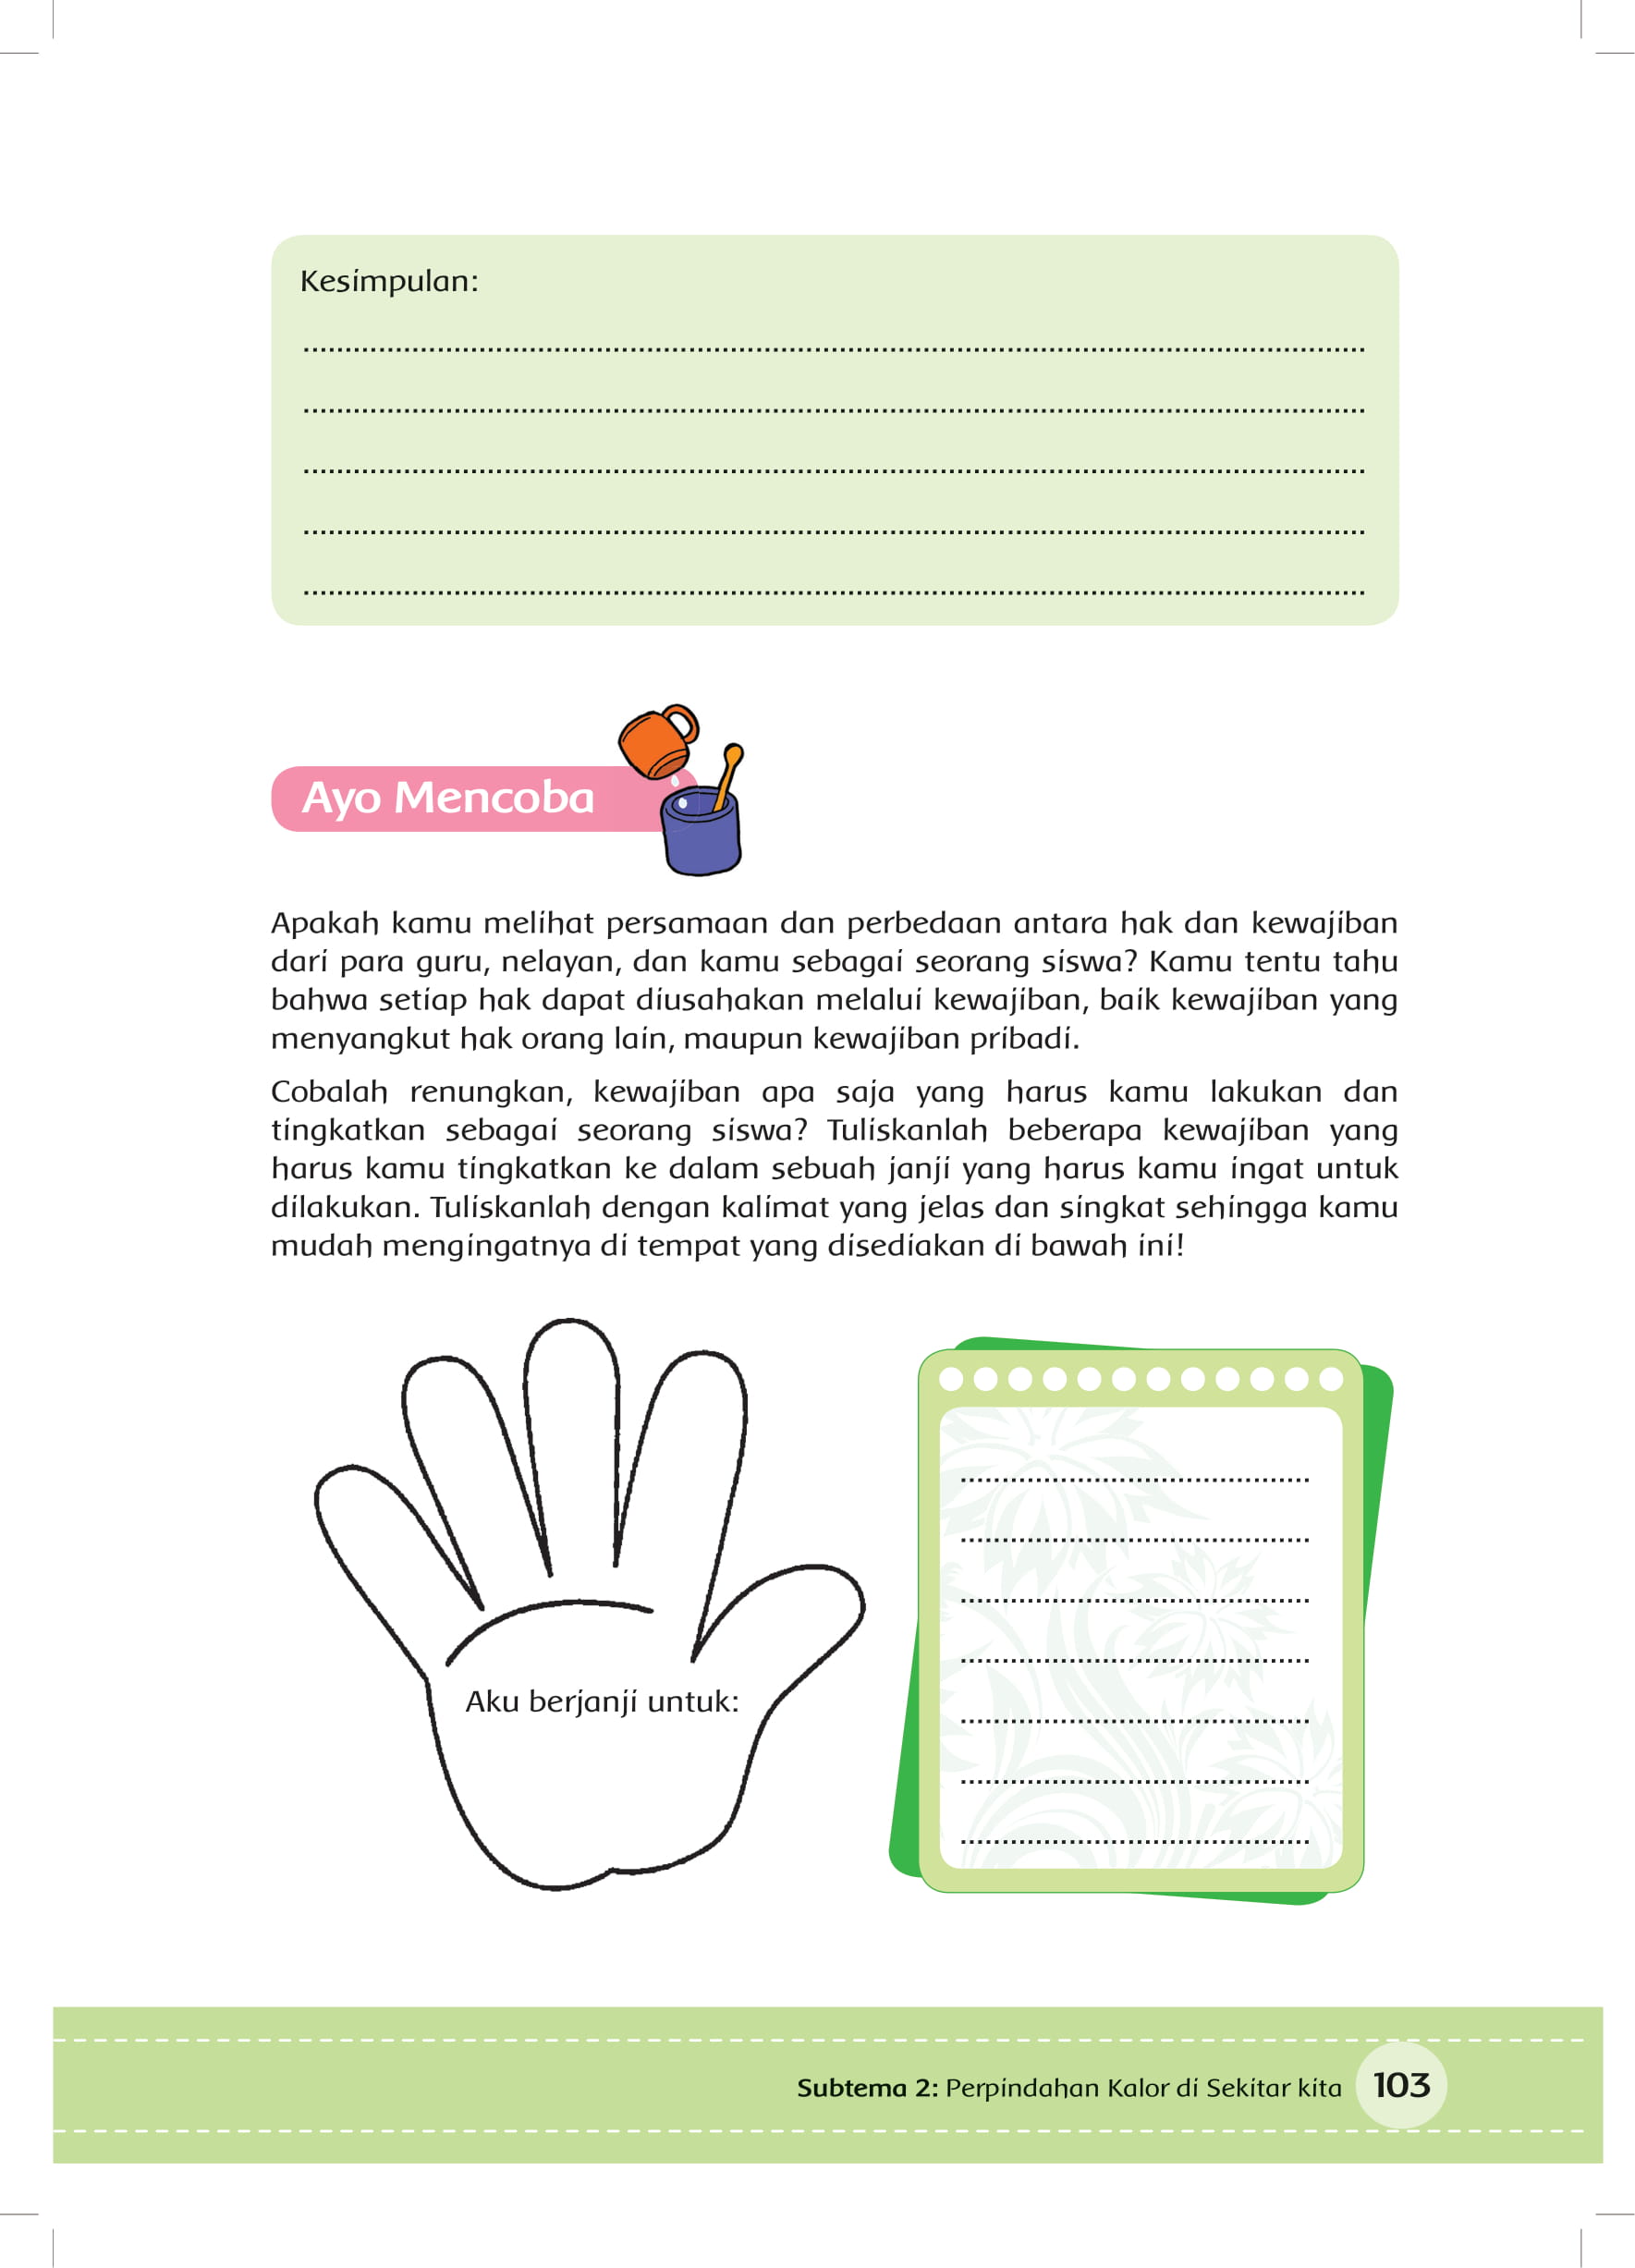 Kesimpulan:
Ayo Mencoba
Apakah kamu melihat persamaan dan perbedaan antara hak dan kewajiban
dari para guru, nelayan, dan kamu sebagai seorang siswa? Kamu tentu tahu
bahwa setiap hak dapat diusahakan melalui kewajiban, baik kewajiban yang
menyangkut hak orang lain, maupun kewajiban pribadi.
Cobalah renungkan, kewajiban apa saja yang harus kamu lakukan dan
tingkatkan sebagai seorang siswa? Tuliskanlah beberapa kewajiban yang
harus kamu tingkatkan ke dalam sebuah janji yang harus kamu ingat untuk
dilakukan. Tuliskanlah dengan kalimat yang jelas dan singkat sehingga kamu
mudah mengingatnya di tempat yang disediakan di bawah ini!
Aku berjanji untuk:
Subtema 2: Perpindahan Kalor di Sekitar kita 103